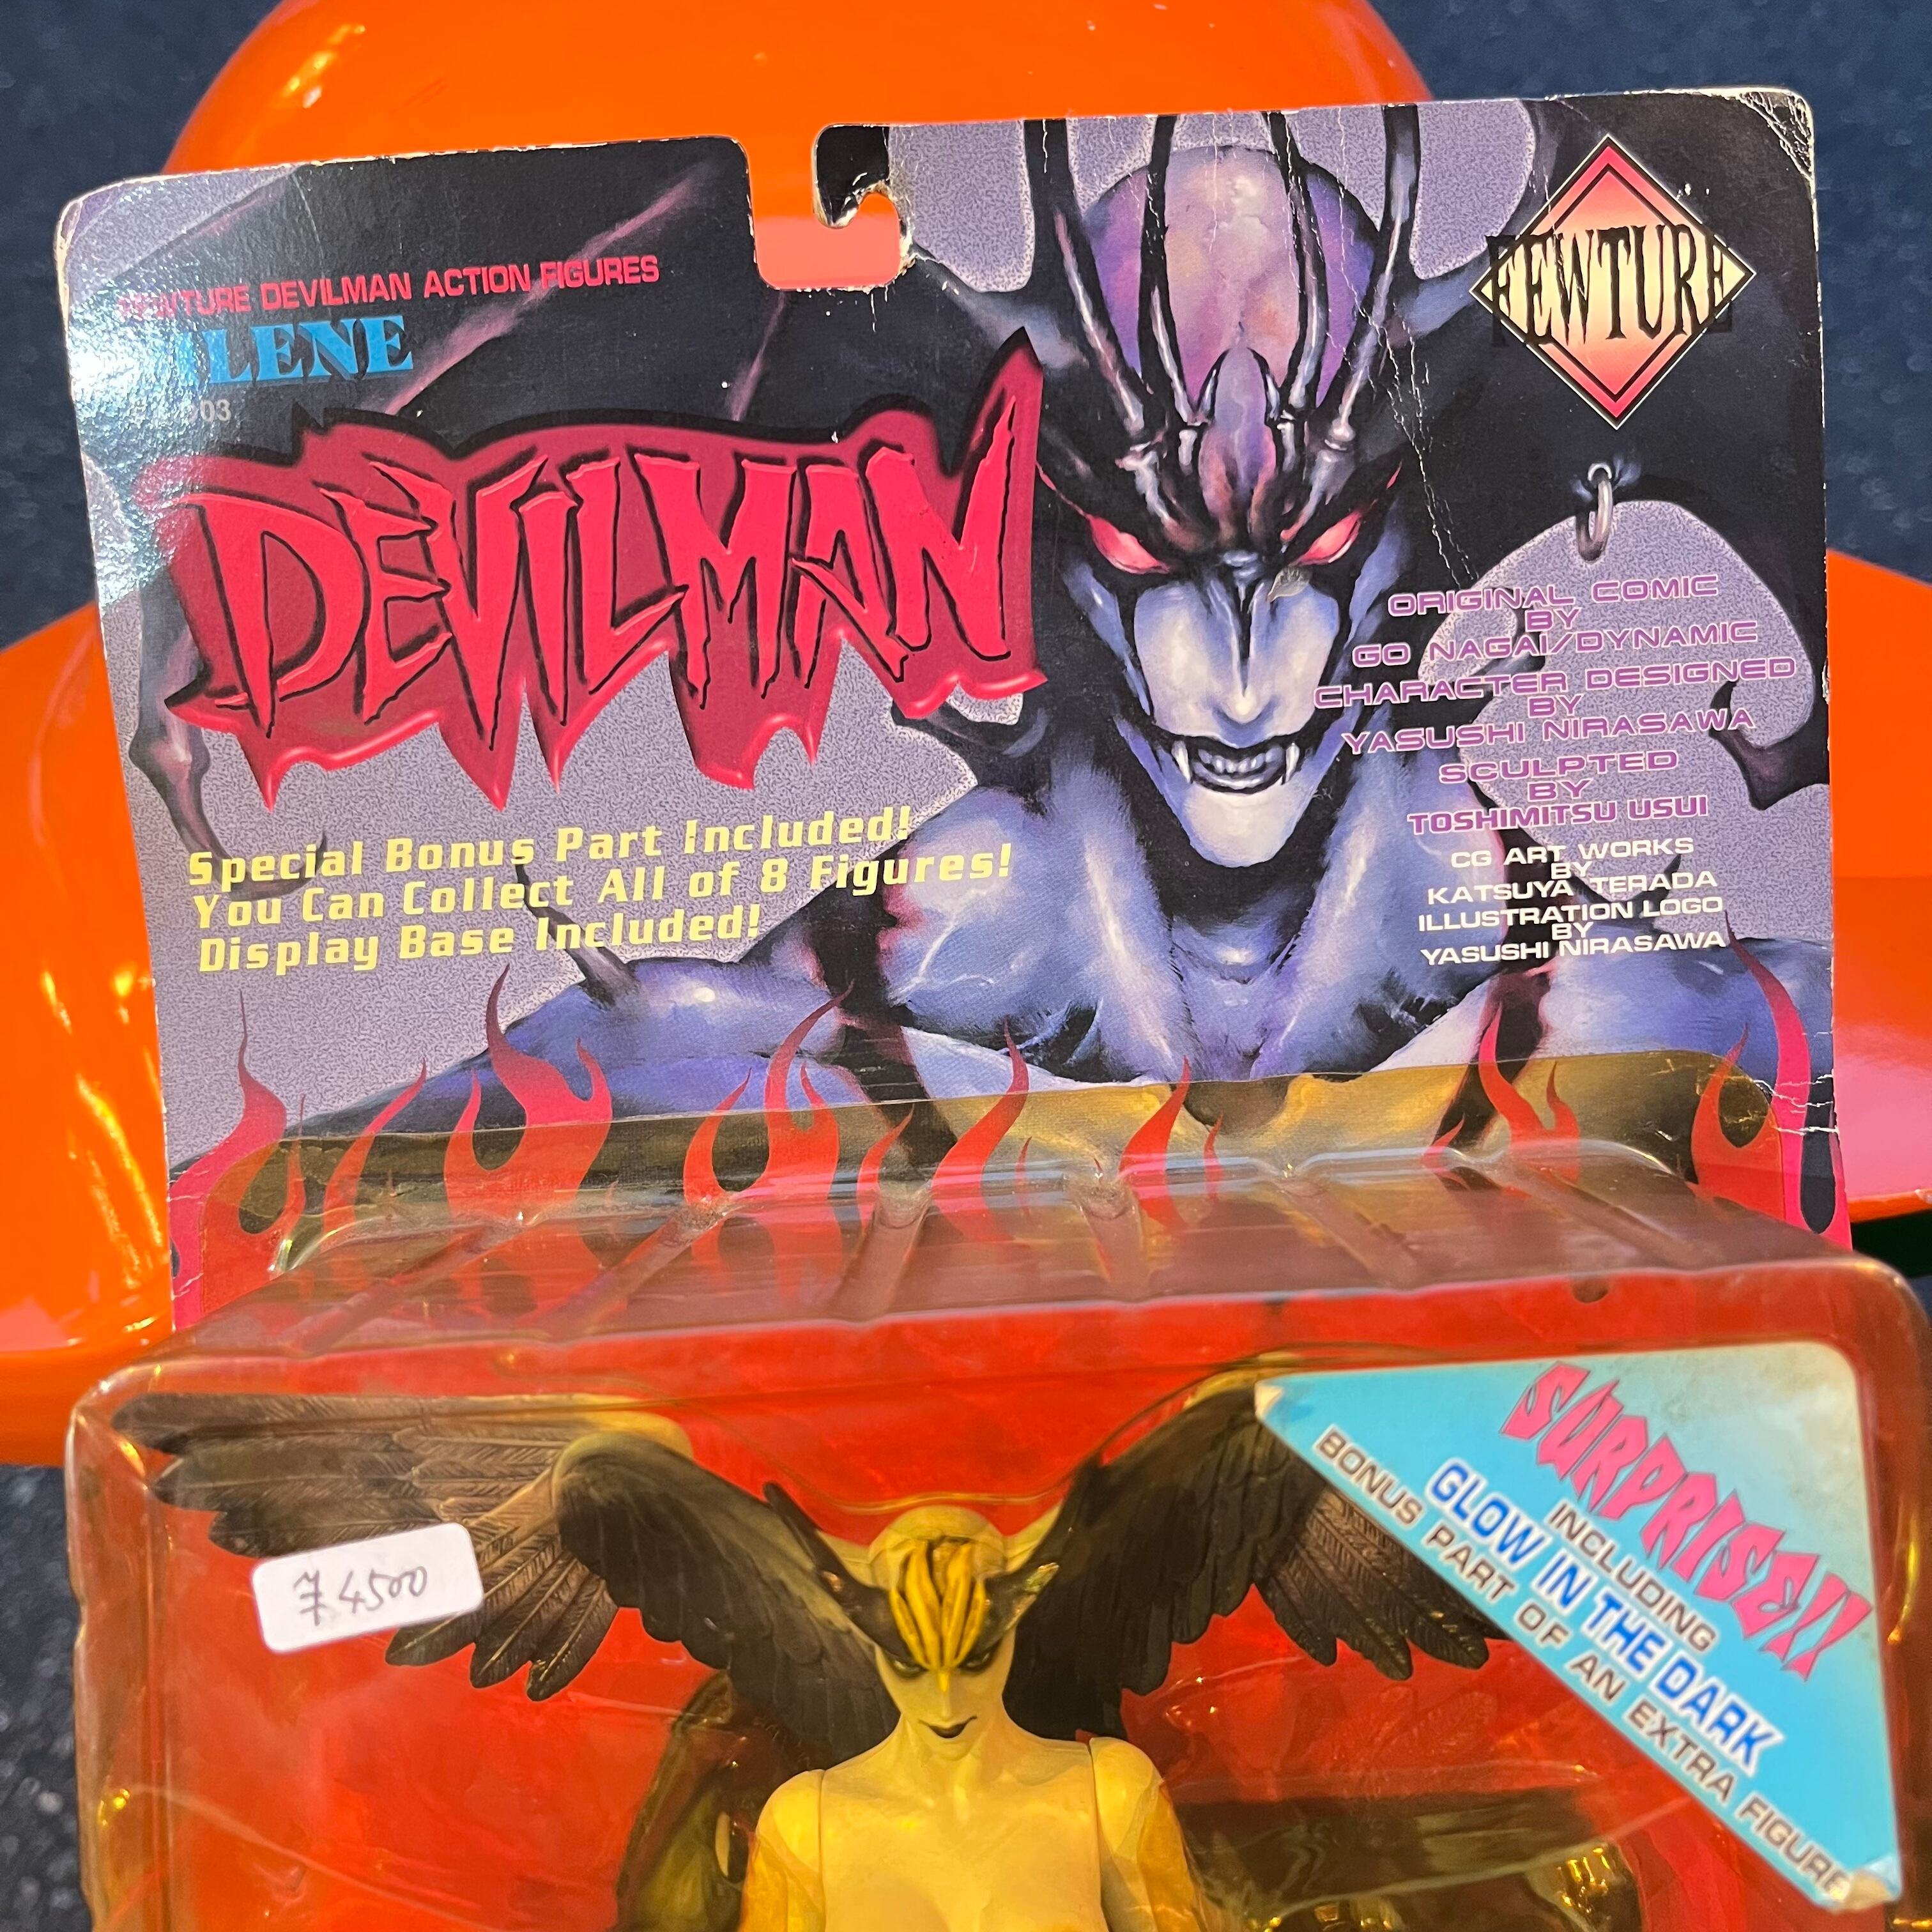 FEWTURE DEVILMAN ACTION FIGURES
LENE
03
DEVILMAN
FEWTURE
Special Bonus Part Included!
You Can Collect All of 8 Figures!
Display Base Included!
ORIGINAL COMIC
BY
GO NAGAI/DYNAMIC
CHARACTER DESIGNED
BY
YASUSHI NIRASAWA
SCULPTED
BY
TOSHIMITSU USUI
CG ART WORKS
BY
KATSUYA TERADA
ILLUSTRATION LOGO
BY
YASUSHI NIRASAWA
SURPRISE!!
INCLUDING
GLOW IN THE DARK
BONUS PART OF AN EXTRA FIGURE
¥4500